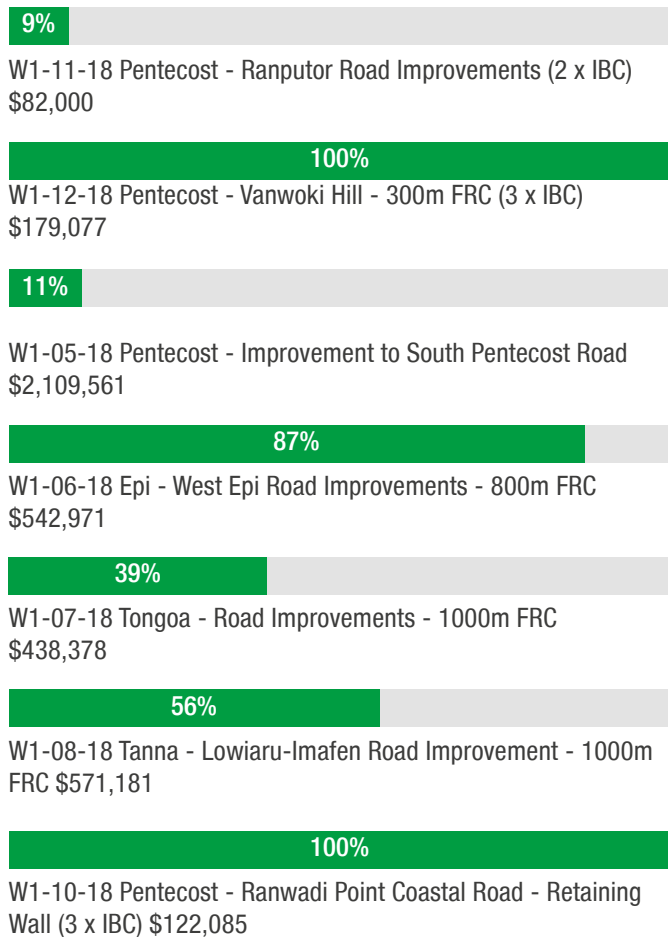 9%
W1-11-18 Pentecost - Ranputor Road Improvements (2 x IBC)
$82,000
100%
W1-12-18 Pentecost - Vanwoki Hill - 300m FRC (3 x IBC)
$179,077
11%
W1-05-18 Pentecost - Improvement to South Pentecost Road
$2,109,561
87%
W1-06-18 Epi - West Epi Road Improvements - 800m FRC
$542,971
39%
W1-07-18 Tongoa - Road Improvements - 1000m FRC
$438,378
56%
W1-08-18 Tanna - Lowiaru-Imafen Road Improvement - 1000m
FRC $571,181
100%
W1-10-18 Pentecost - Ranwadi Point Coastal Road - Retaining
Wall (3 x IBC) $122,085